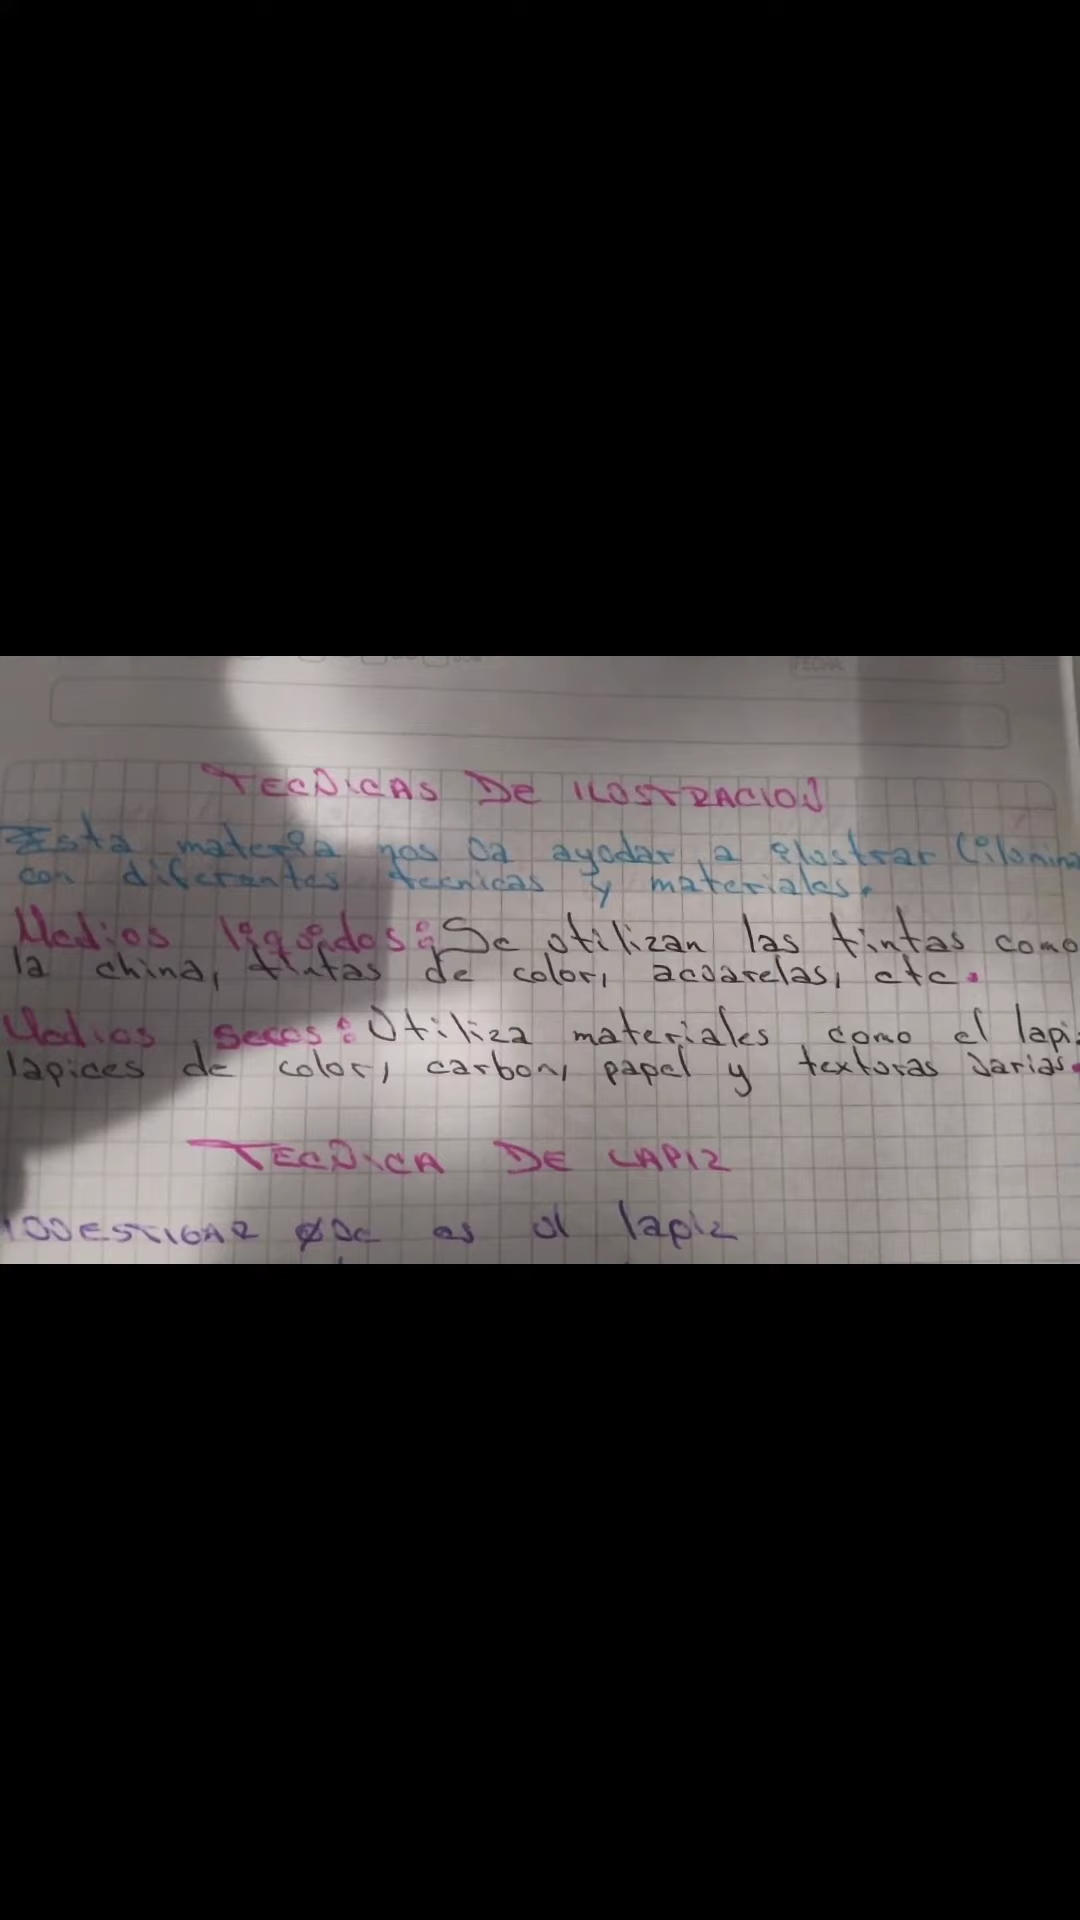 FECHA
TECNICAS DE ILUSTRACION
Esta materia nos va ayudar a ilustrar
con diferentes tecnicas y materiales.
Medios liquidos: Se utilizan las tintas como
la china, tintas de color, acuarelas, etc.
Medios secos: Utiliza materiales como el
lapices de color, carbon, papel y texturas varias.
TECNICA DE LAPIZ
INVESTIGAR que es el lapiz